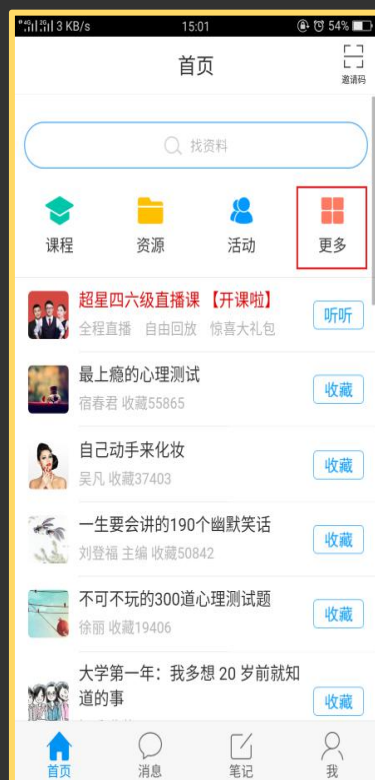 4G 2G 3 KB/s 15:01 54%
首页
邀请码
找资料
课程 资源 活动 更多
超星四六级直播课 【开课啦】
全程直播 自由回放 惊喜大礼包
听听
最上瘾的心理测试
宿春君 收藏55865
收藏
自己动手来化妆
吴凡 收藏37403
收藏
一生要会讲的190个幽默笑话
刘登福 主编 收藏50842
收藏
不可不玩的300道心理测试题
徐丽 收藏19406
收藏
大学第一年：我多想 20 岁前就知
道的事
收藏
首页 消息 笔记 我